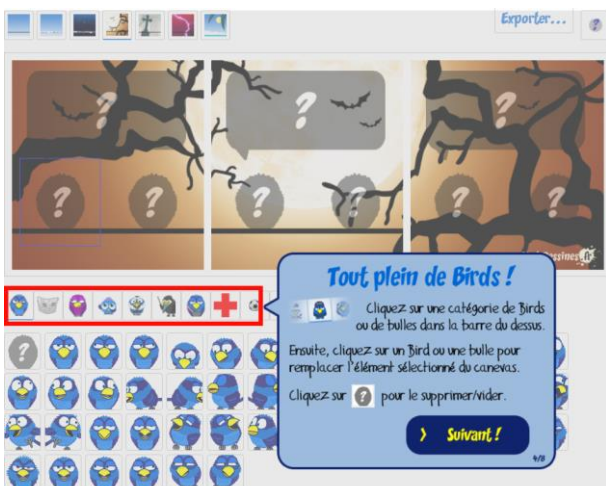 Exporter...
?
?
?
?
?
?
?
?
?
?
Tout plein de Birds !
Cliquez sur une catégorie de Birds
ou de bulles dans la barre du dessus.
Ensuite, cliquez sur un Bird ou une bulle pour
remplacer l'élément sélectionné du canevas.
Cliquez sur ? pour le supprimer/vider.
> Suivant !